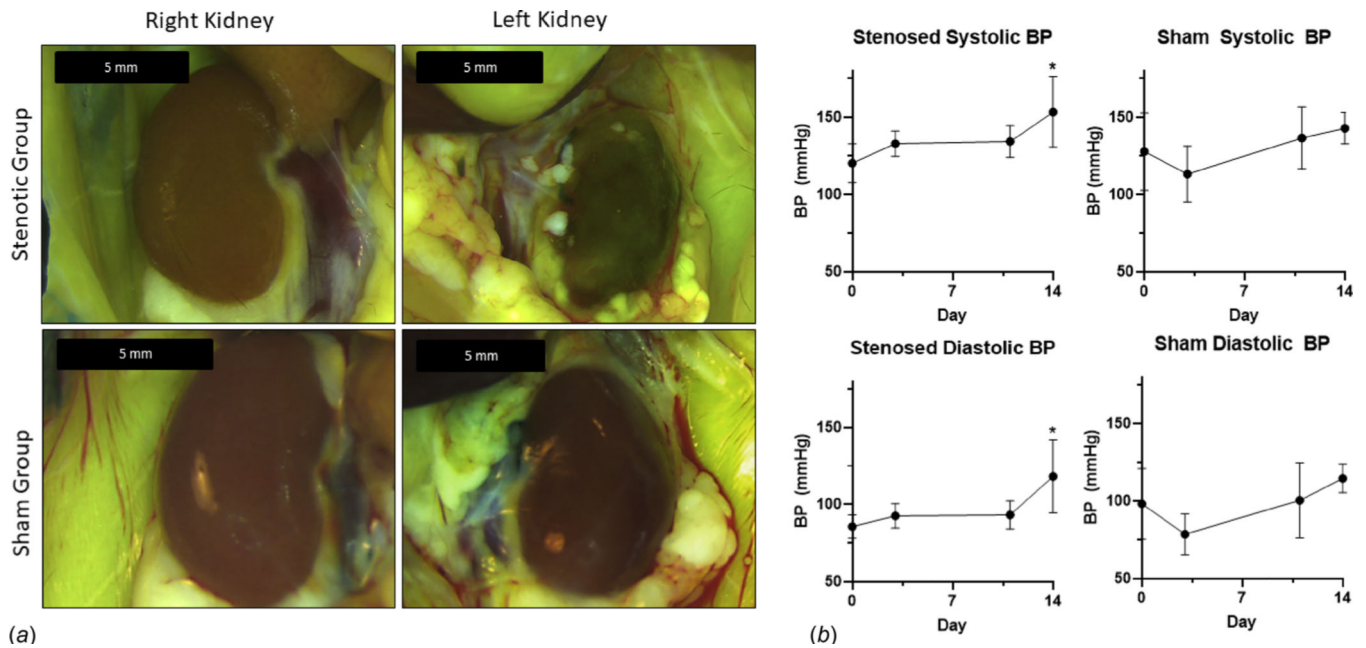 Right Kidney
Left Kidney
Stenotic Group
5 mm
5 mm
Sham Group
5 mm
5 mm
(a)
Stenosed Systolic BP
BP (mmHg)
150
100
50
*
0
7
14
Day
Sham Systolic BP
BP (mmHg)
150
100
50
0
7
14
Day
Stenosed Diastolic BP
BP (mmHg)
150
100
50
*
0
7
14
Day
Sham Diastolic BP
BP (mmHg)
150
100
50
0
7
14
Day
(b)